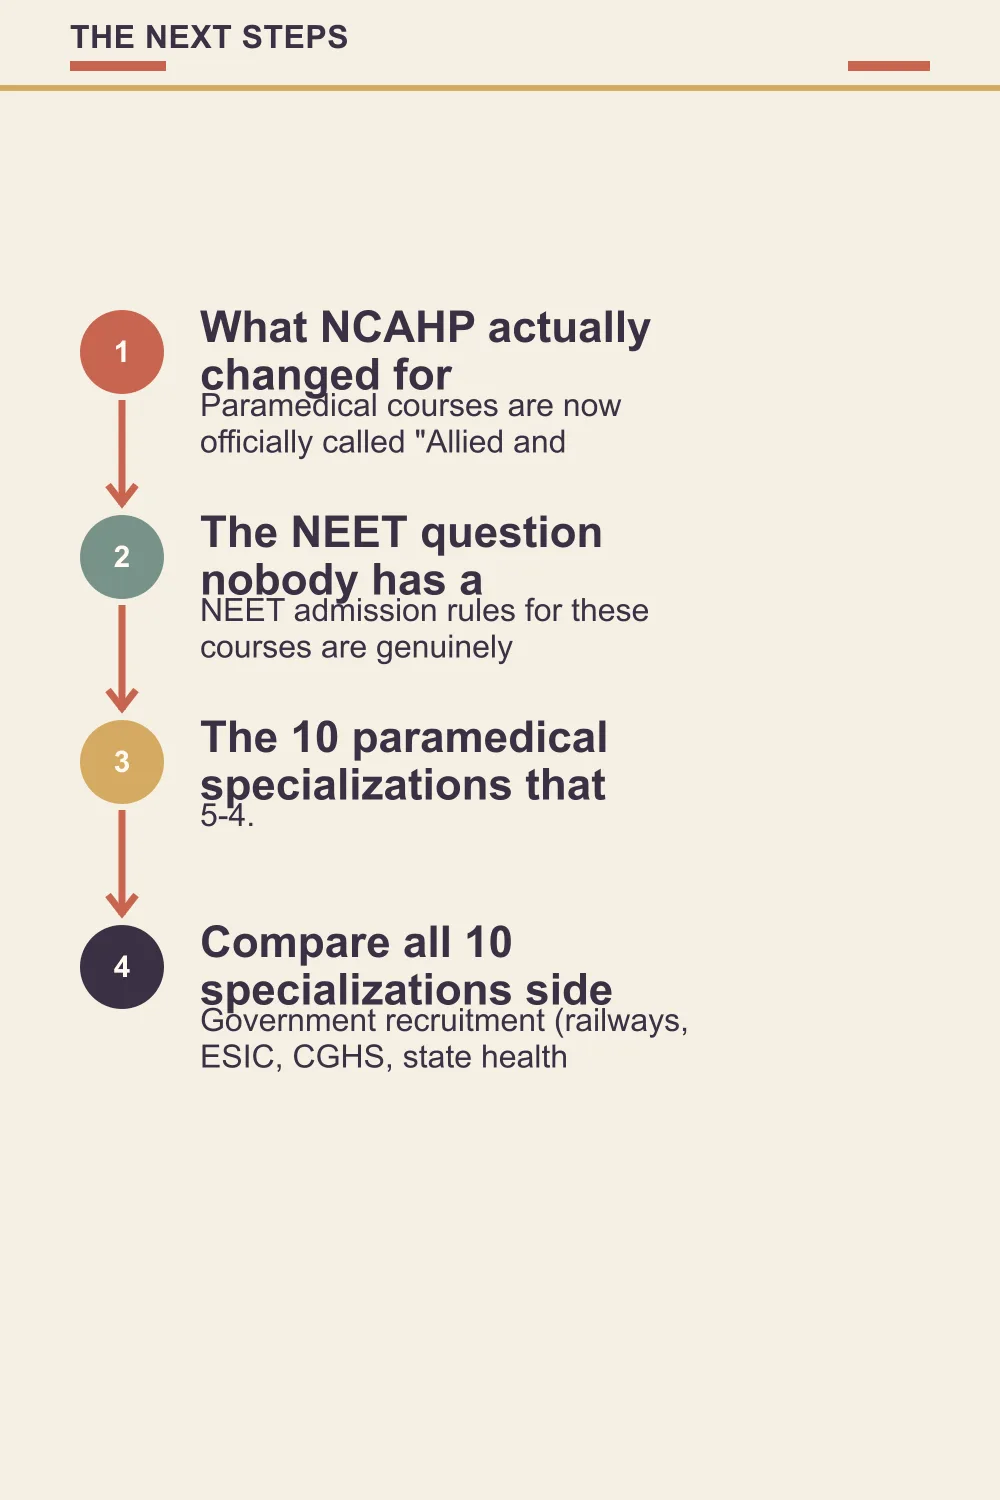 THE NEXT STEPS
1
What NCAHP actually
changed for
Paramedical courses are now
officially called "Allied and
2
The NEET question
nobody has a
NEET admission rules for these
courses are genuinely
3
The 10 paramedical
specializations that
5-4.
4
Compare all 10
specializations side
Government recruitment (railways,
ESIC, CGHS, state health